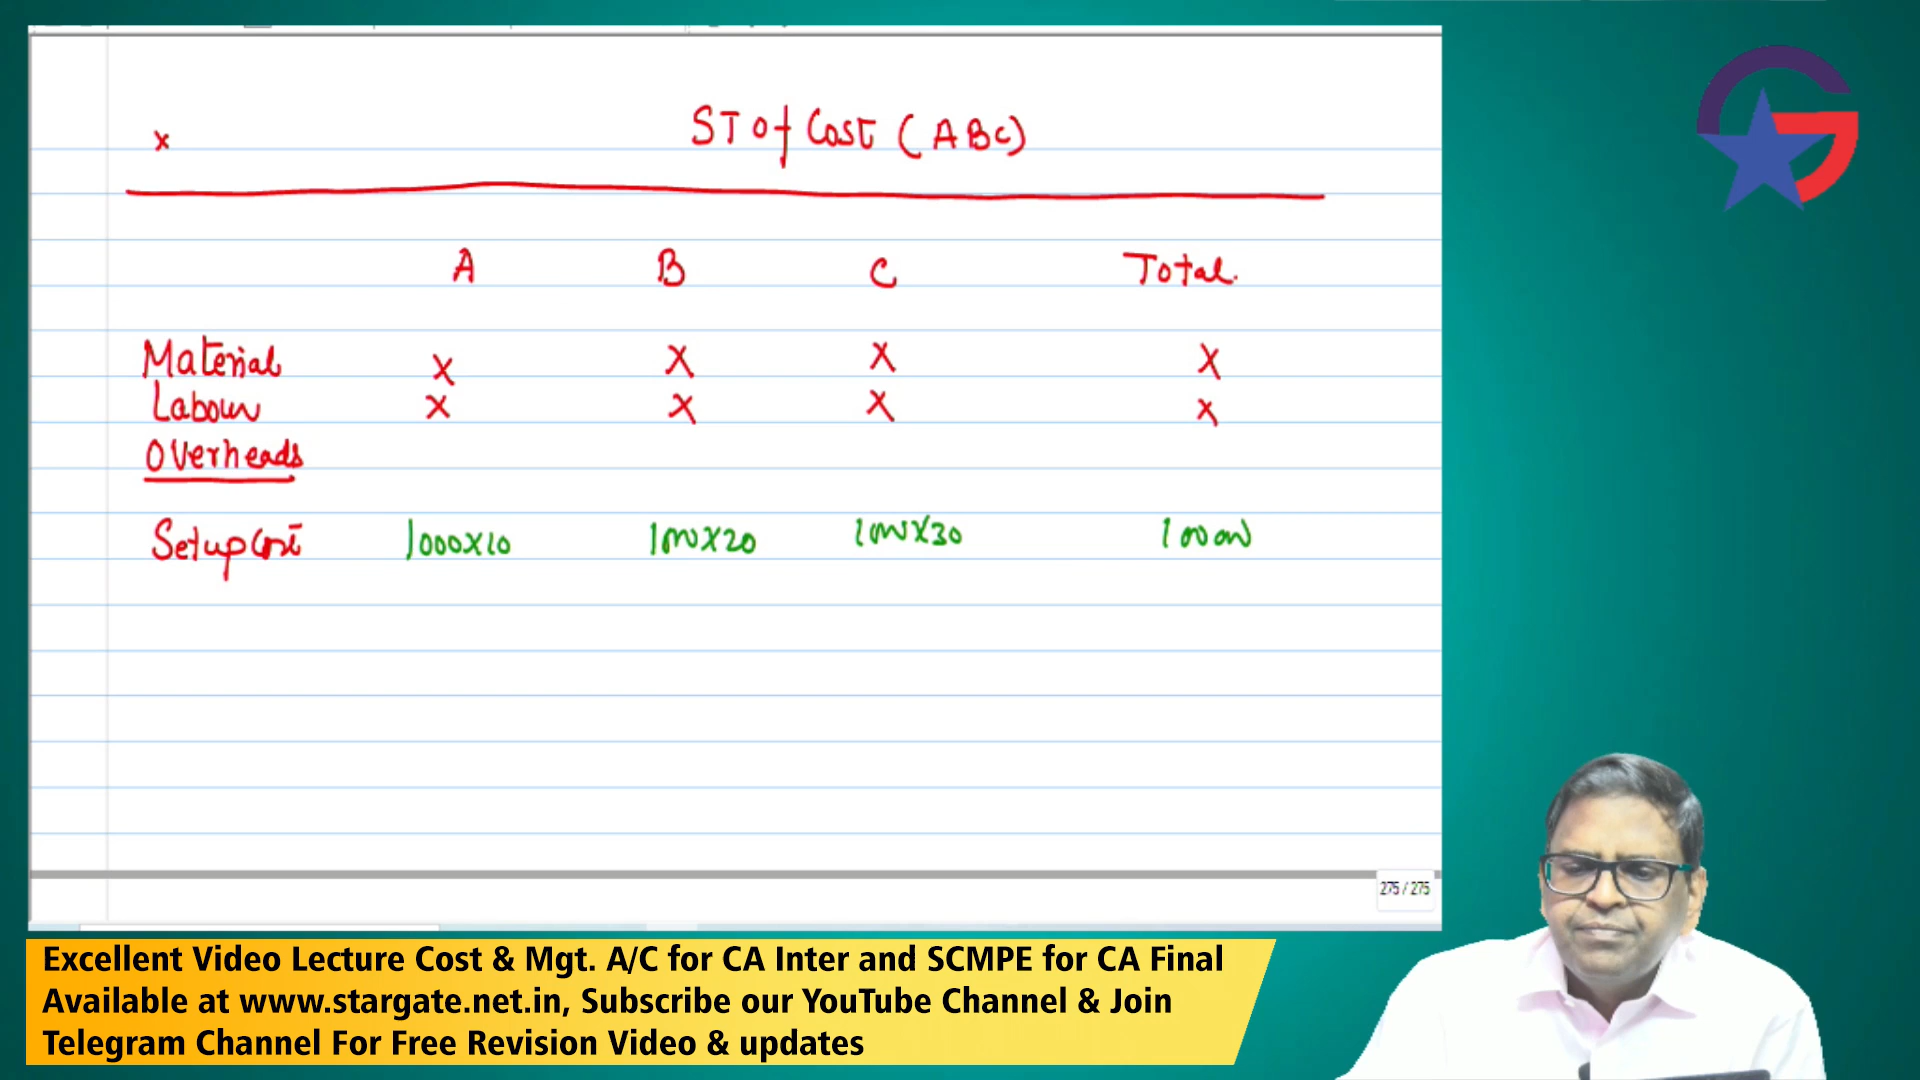 x ST Of Cost (ABC)
A B C Total.
Material x x x x
Labour x x x x
Overheads
Setup Cost 1000x10 1000x20 1000x30 100000
275 / 275
Excellent Video Lecture Cost & Mgt. A/C for CA Inter and SCMPE for CA Final
Available at www.stargate.net.in, Subscribe our YouTube Channel & Join
Telegram Channel For Free Revision Video & updates